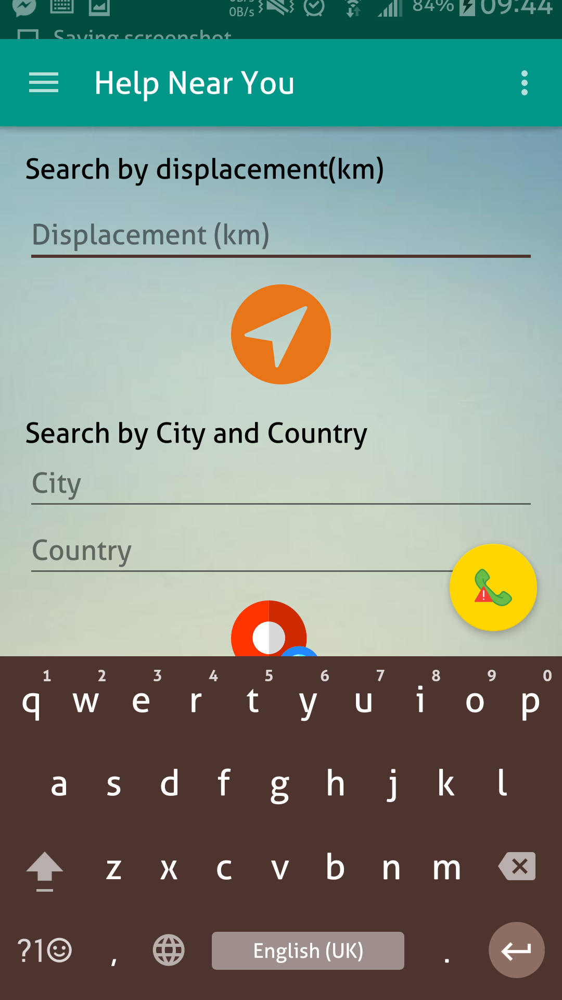 0B/s
0B/s
84%
09:44
Saving screenshot
Help Near You
Search by displacement(km)
Displacement (km)
Search by City and Country
City
Country
1 2 3 4 5 6 7 8 9 0
q w e r t y u i o p
a s d f g h j k l
z x c v b n m
?1☺ , English (UK) .